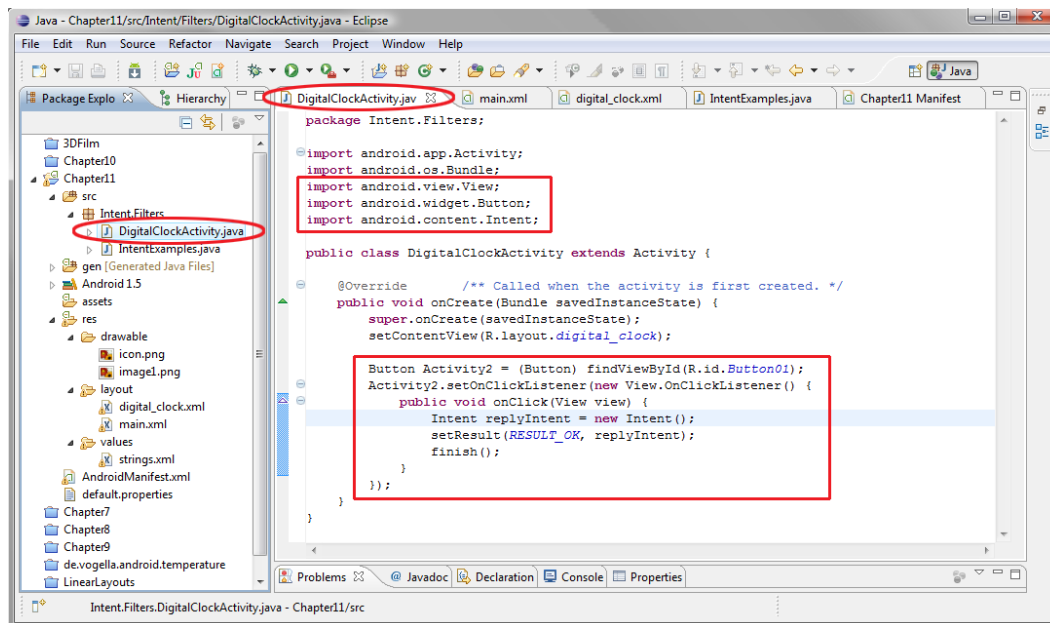 Java - Chapter11/src/Intent/Filters/DigitalClockActivity.java - Eclipse
File Edit Run Source Refactor Navigate Search Project Window Help
Java
Package Explo
Hierarchy
DigitalClockActivity.jav
main.xml
digital_clock.xml
IntentExamples.java
Chapter11 Manifest
3DFilm
Chapter10
Chapter11
src
Intent.Filters
DigitalClockActivity.java
IntentExamples.java
gen [Generated Java Files]
Android 1.5
assets
res
drawable
icon.png
image1.png
layout
digital_clock.xml
main.xml
values
strings.xml
AndroidManifest.xml
default.properties
Chapter7
Chapter8
Chapter9
de.vogella.android.temperature
LinearLayouts
package Intent.Filters;
import android.app.Activity;
import android.os.Bundle;
import android.view.View;
import android.widget.Button;
import android.content.Intent;
public class DigitalClockActivity extends Activity {
@Override /** Called when the activity is first created. */
public void onCreate(Bundle savedInstanceState) {
super.onCreate(savedInstanceState);
setContentView(R.layout.digital_clock);
Button Activity2 = (Button) findViewById(R.id.Button01);
Activity2.setOnClickListener(new View.OnClickListener() {
public void onClick(View view) {
Intent replyIntent = new Intent();
setResult(RESULT_OK, replyIntent);
finish();
}
});
}
}
Problems
@ Javadoc
Declaration
Console
Properties
Intent.Filters.DigitalClockActivity.java - Chapter11/src